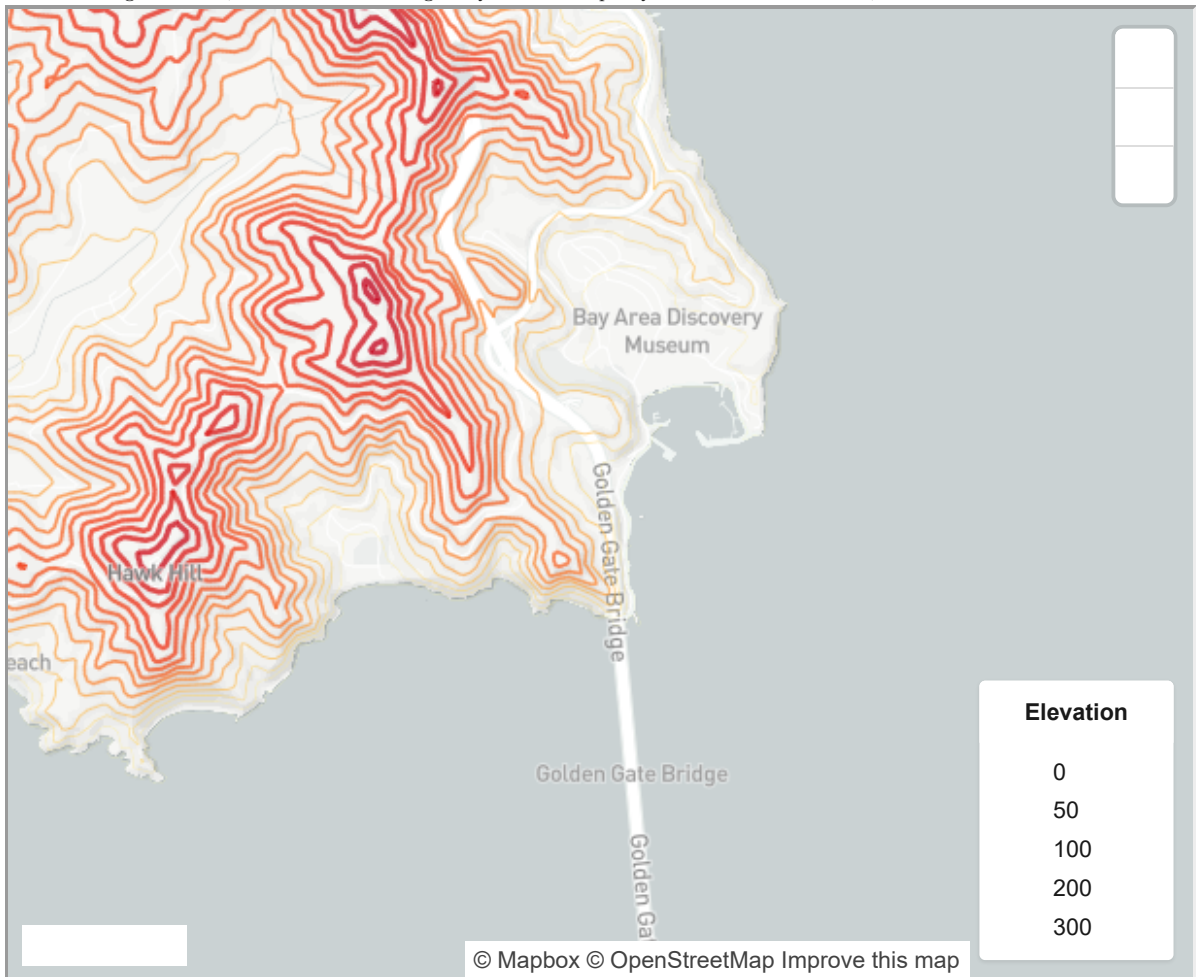 Bay Area Discovery
Museum
Golden Gate Bridge
Hawk Hill
each
Golden Gate Bridge
Golden Ga
Elevation
0
50
100
200
300
© Mapbox © OpenStreetMap Improve this map